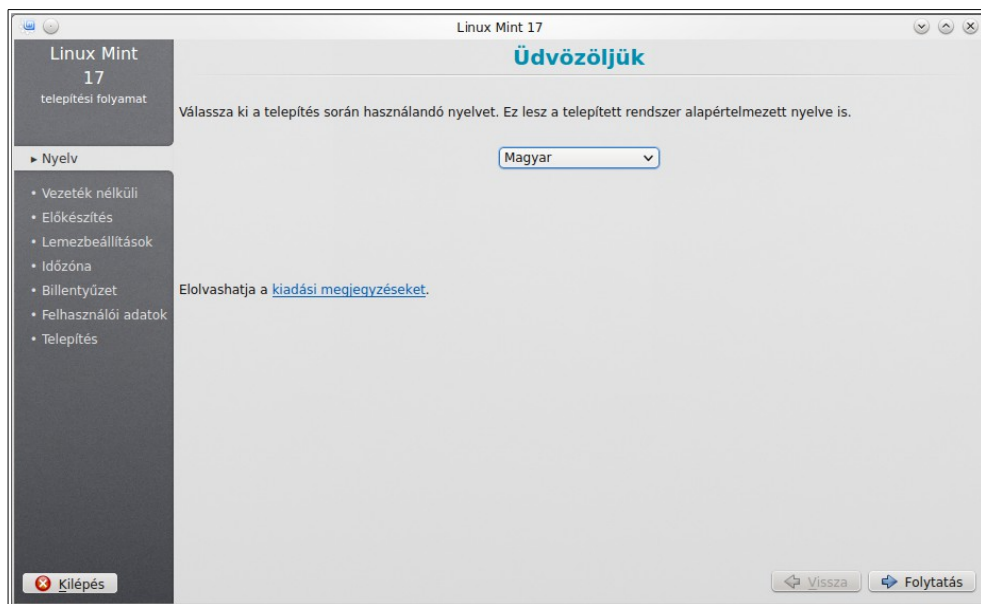 Linux Mint 17
Linux Mint
17
telepítési folyamat
Üdvözöljük
Válassza ki a telepítés során használandó nyelvet. Ez lesz a telepített rendszer alapértelmezett nyelve is.
▸ Nyelv
Magyar
• Vezeték nélküli
• Előkészítés
• Lemezbeállítások
• Időzóna
• Billentyűzet
Elolvashatja a kiadási megjegyzéseket.
• Felhasználói adatok
• Telepítés
Kilépés
Vissza
Folytatás